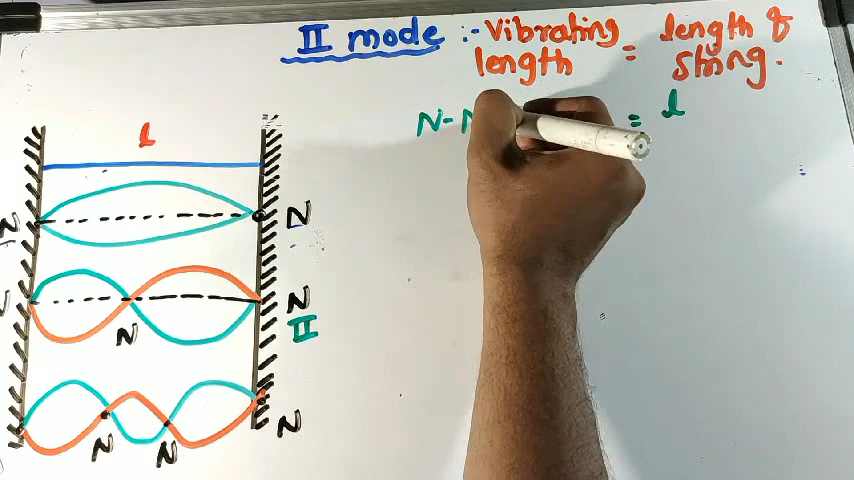 II mode :- Vibrating length = length of string.
N-N = l
l
N
N
N
II
N
N
N